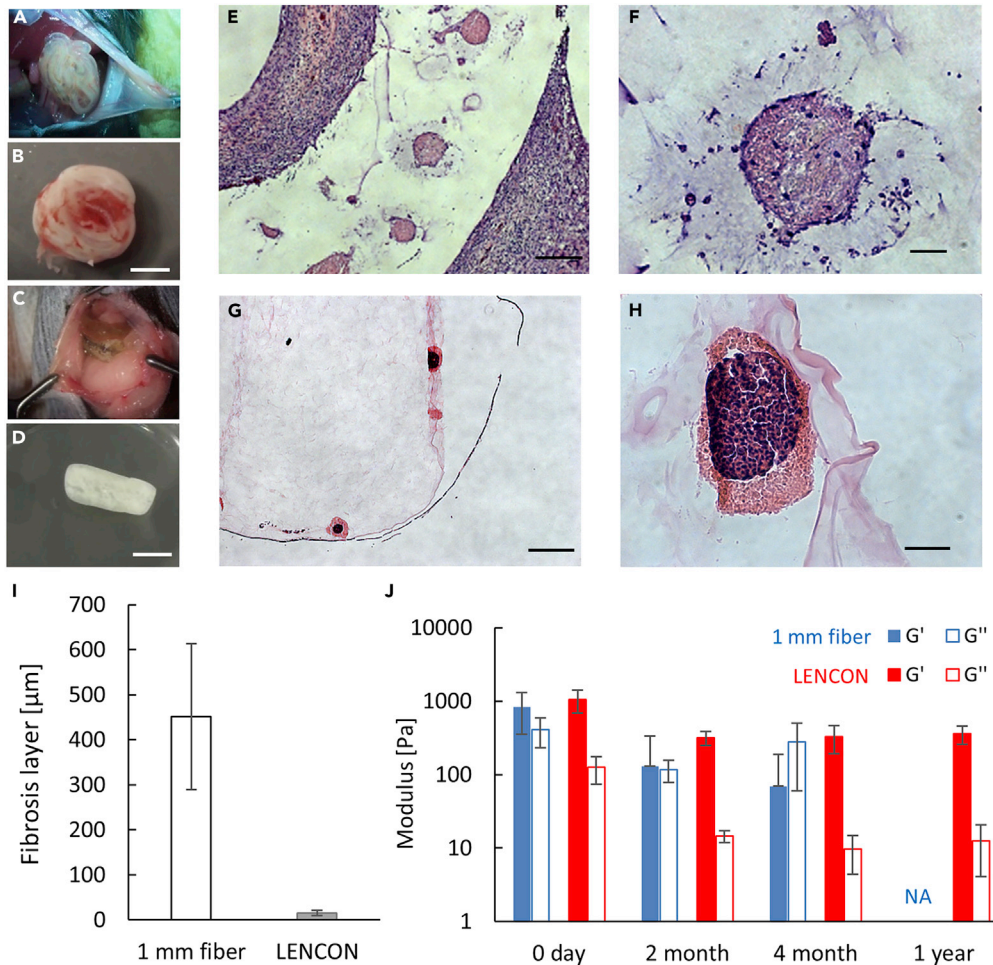 A
B
C
D
E
F
G
H
I
Fibrosis layer [μm]
700
600
500
400
300
200
100
0
1 mm fiber
LENCON
J
Modulus [Pa]
10000
1000
100
10
1
1 mm fiber G' G''
LENCON G' G''
NA
0 day
2 month
4 month
1 year